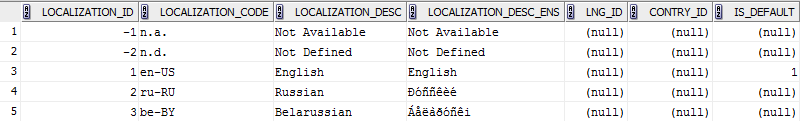 LOCALIZATION_ID LOCALIZATION_CODE LOCALIZATION_DESC LOCALIZATION_DESC_ENS LNG_ID CONTRY_ID IS_DEFAULT
1 -1 n.a. Not Available Not Available (null) (null) (null)
2 -2 n.d. Not Defined Not Defined (null) (null) (null)
3 1 en-US English English (null) (null) 1
4 2 ru-RU Russian Ðóññêèé (null) (null) (null)
5 3 be-BY Belarussian Áåëàðóñêi (null) (null) (null)